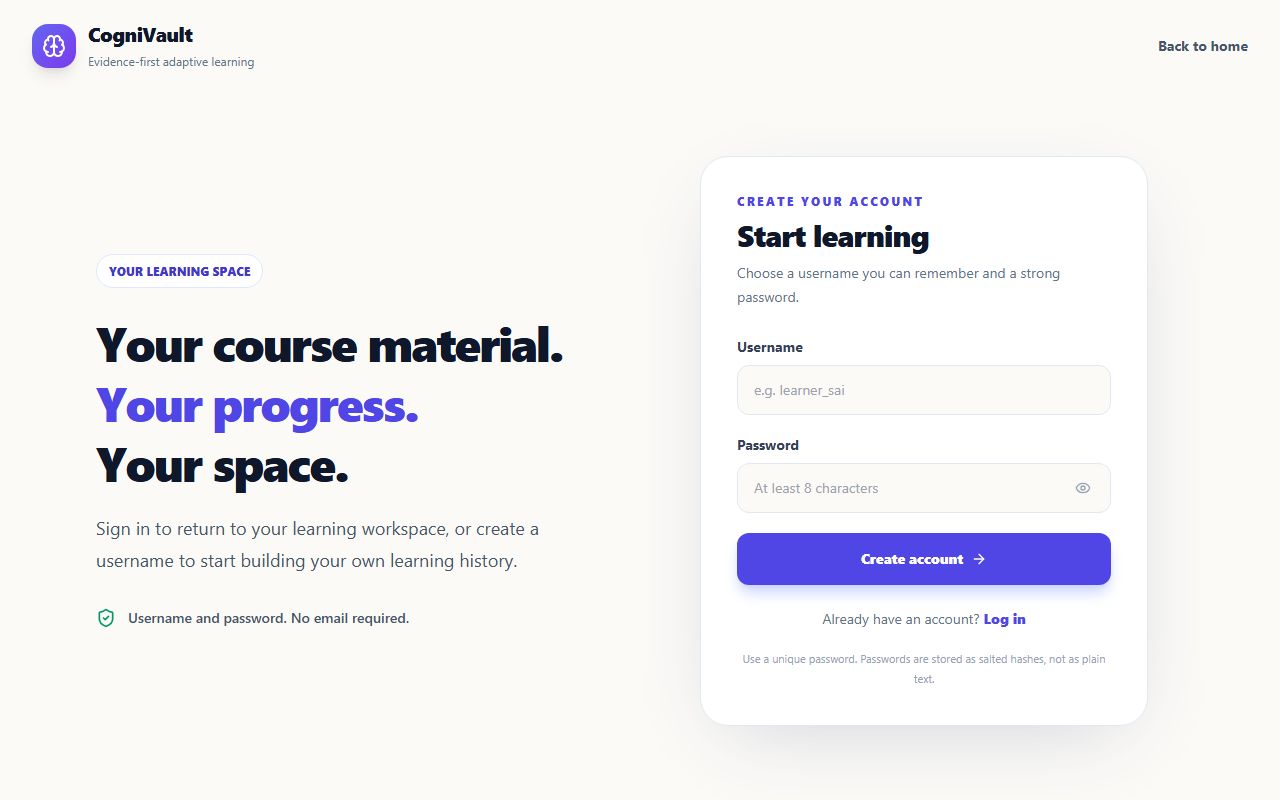 CogniVault
Evidence-first adaptive learning
Back to home
YOUR LEARNING SPACE
Your course material.
Your progress.
Your space.
Sign in to return to your learning workspace, or create a
username to start building your own learning history.
Username and password. No email required.
CREATE YOUR ACCOUNT
Start learning
Choose a username you can remember and a strong
password.
Username
e.g. learner_sai
Password
At least 8 characters
Create account →
Already have an account? Log in
Use a unique password. Passwords are stored as salted hashes, not as plain
text.